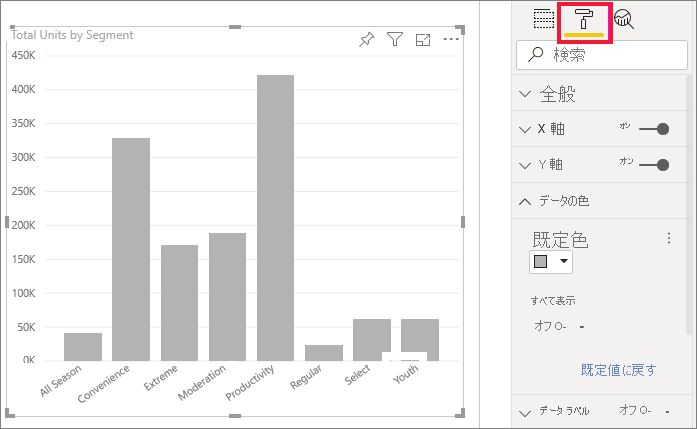 Total Units by Segment
450K
400K
350K
300K
250K
200K
150K
100K
50K
0K
All Season
Convenience
Extreme
Moderation
Productivity
Regular
Select
Youth
検索
全般
X 軸 オン
Y 軸 オン
データの色
既定色
すべて表示
オフ O-
既定値に戻す
データ ラベル オフ O-